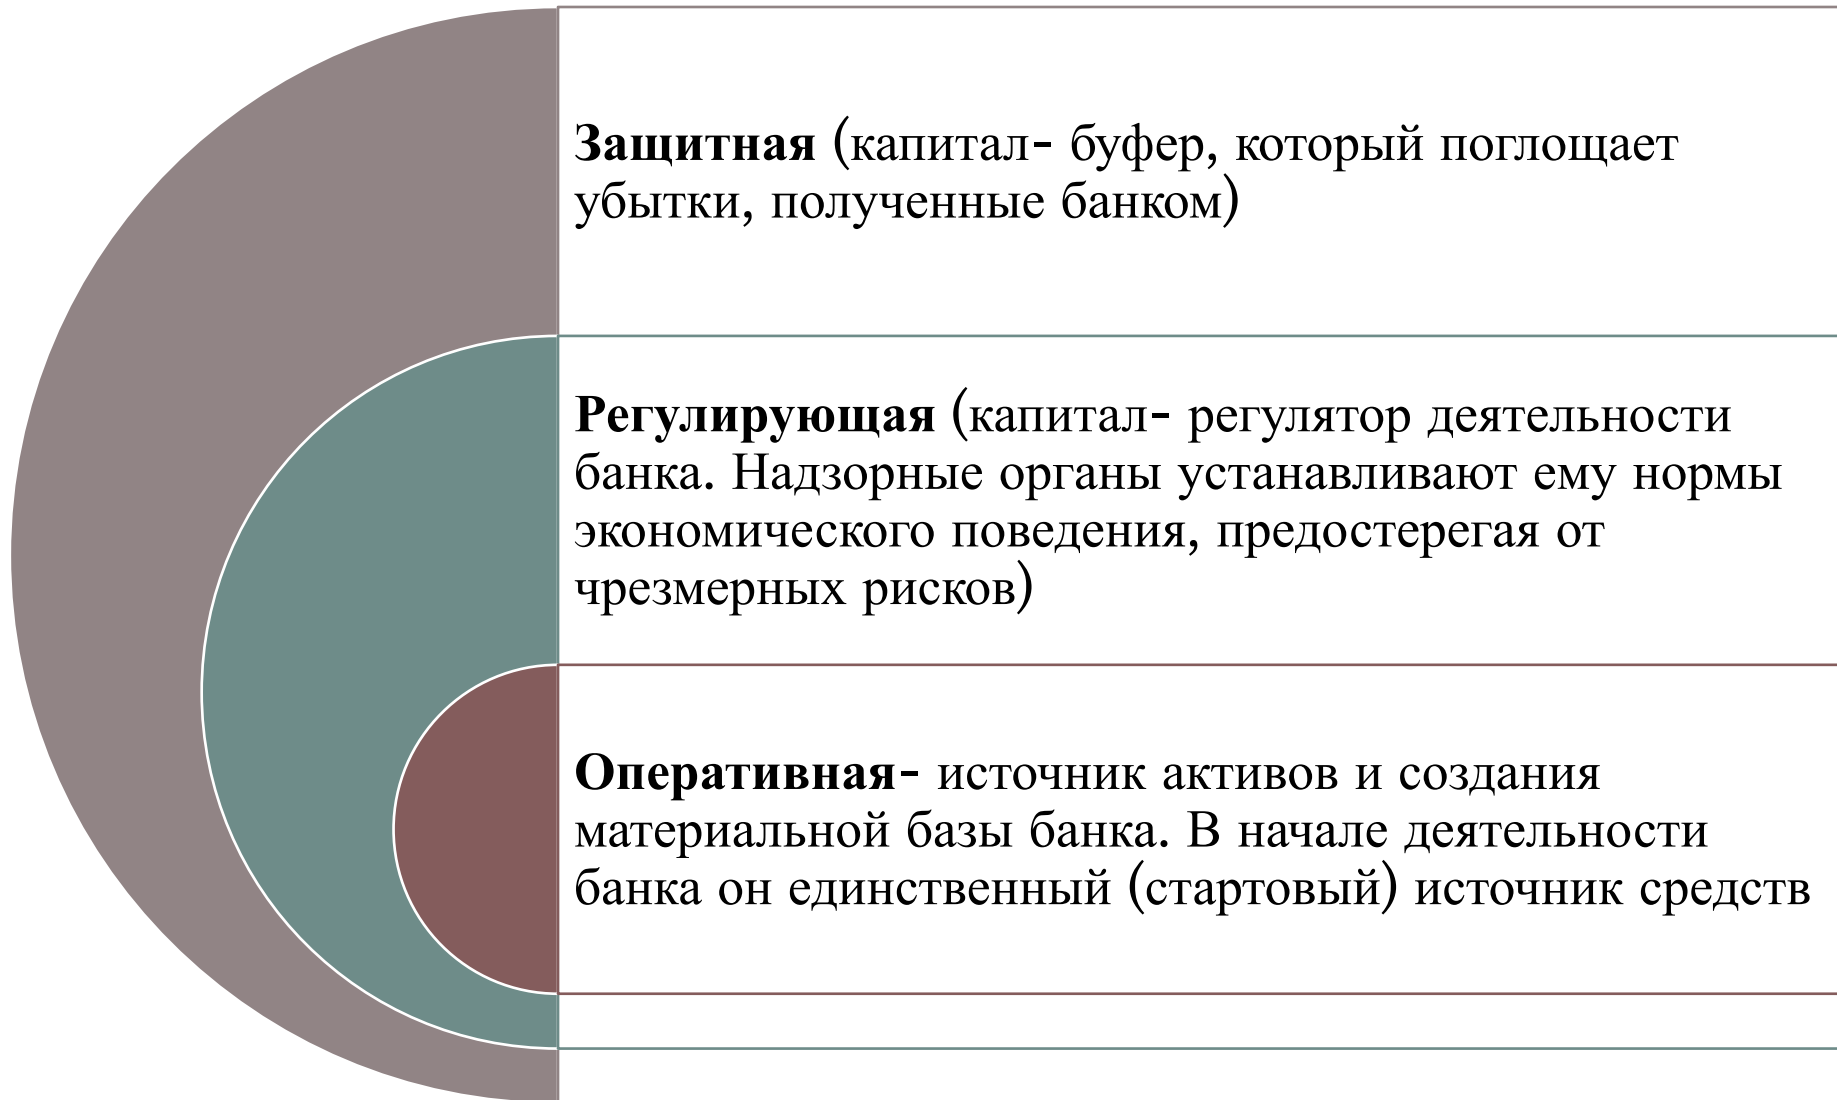 Защитная (капитал- буфер, который поглощает
убытки, полученные банком)
Регулирующая (капитал- регулятор деятельности
банка. Надзорные органы устанавливают ему нормы
экономического поведения, предостерегая от
чрезмерных рисков)
Оперативная- источник активов и создания
материальной базы банка. В начале деятельности
банка он единственный (стартовый) источник средств